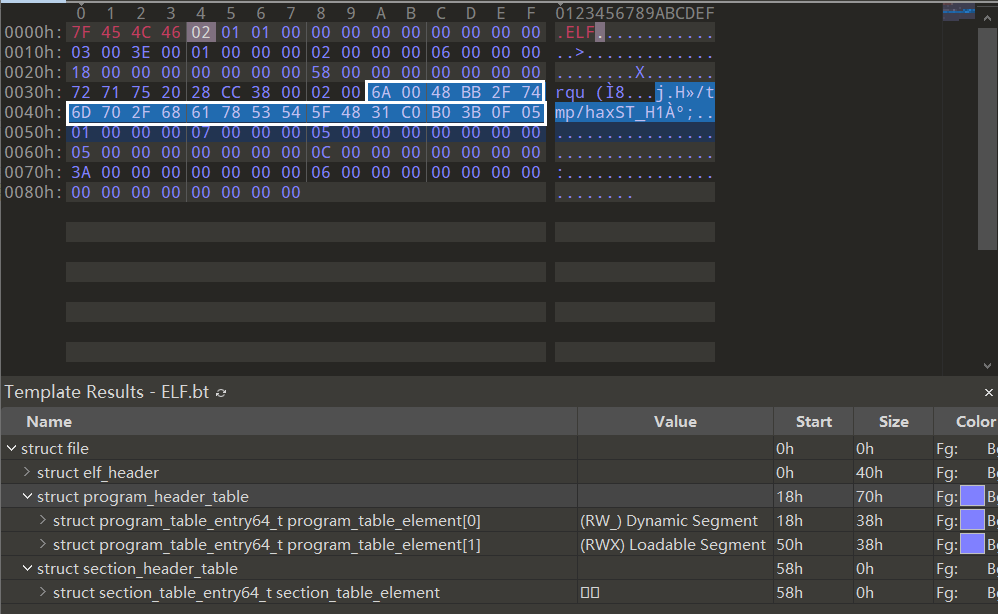 0 1 2 3 4 5 6 7 8 9 A B C D E F 0123456789ABCDEF
0000h: 7F 45 4C 46 02 01 01 00 00 00 00 00 00 00 00 00 .ELF............
0010h: 03 00 3E 00 01 00 00 00 02 00 00 00 06 00 00 00 ..>.............
0020h: 18 00 00 00 00 00 00 00 58 00 00 00 00 00 00 00 ........X.......
0030h: 72 71 75 20 28 CC 38 00 02 00 6A 00 48 BB 2F 74 rqu (Ì8...j.H»/t
0040h: 6D 70 2F 68 61 78 53 54 5F 48 31 C0 B0 3B 0F 05 mp/haxST_H1Àº;..
0050h: 01 00 00 00 07 00 00 00 05 00 00 00 00 00 00 00 ................
0060h: 05 00 00 00 00 00 00 00 0C 00 00 00 00 00 00 00 ................
0070h: 3A 00 00 00 00 00 00 00 06 00 00 00 00 00 00 00 :...............
0080h: 00 00 00 00 00 00 00 00 ........
Template Results - ELF.bt
Name Value Start Size Color
struct file 0h 0h Fg: B
struct elf_header 0h 40h Fg: B
struct program_header_table 18h 70h Fg: B
struct program_table_entry64_t program_table_element[0] (RW_) Dynamic Segment 18h 38h Fg: B
struct program_table_entry64_t program_table_element[1] (RWX) Loadable Segment 50h 38h Fg: B
struct section_header_table 58h 0h Fg: B
struct section_table_entry64_t section_table_element 58h 0h Fg: B